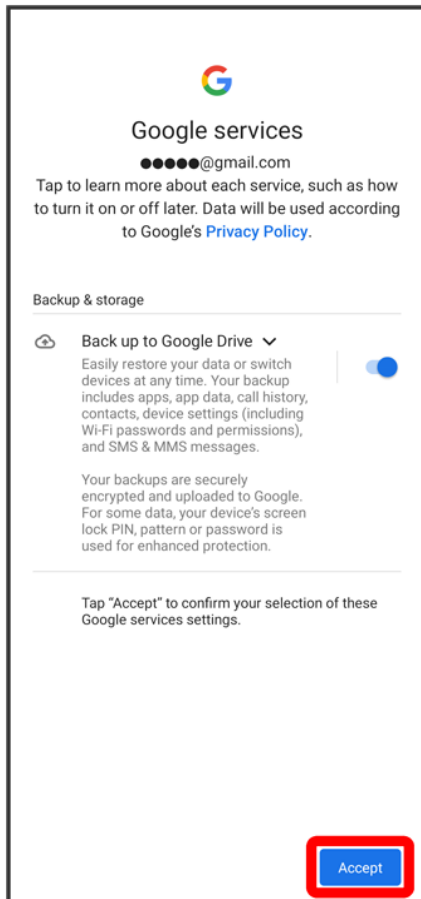 Google services
●●●●●@gmail.com
Tap to learn more about each service, such as how
to turn it on or off later. Data will be used according
to Google's Privacy Policy.
Backup & storage
Back up to Google Drive
Easily restore your data or switch
devices at any time. Your backup
includes apps, app data, call history,
contacts, device settings (including
Wi-Fi passwords and permissions),
and SMS & MMS messages.
Your backups are securely
encrypted and uploaded to Google.
For some data, your device's screen
lock PIN, pattern or password is
used for enhanced protection.
Tap "Accept" to confirm your selection of these
Google services settings.
Accept